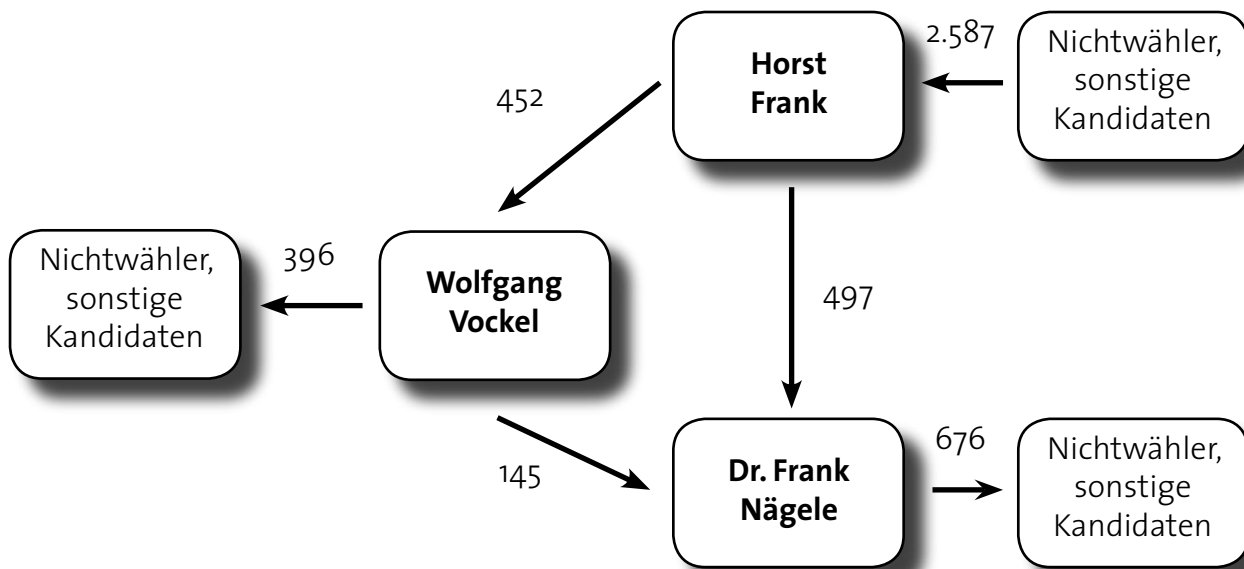 Horst
Frank
2.587
Nichtwähler,
sonstige
Kandidaten
452
Nichtwähler,
sonstige
Kandidaten
396
Wolfgang
Vockel
497
145
Dr. Frank
Nägele
676
Nichtwähler,
sonstige
Kandidaten